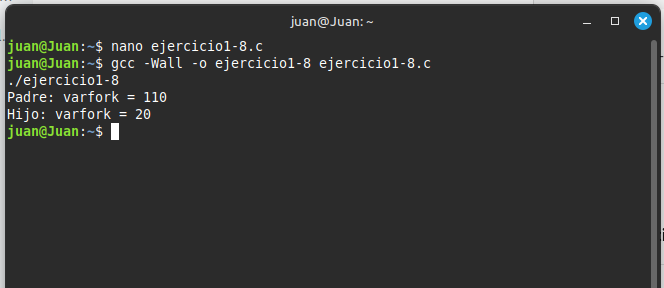 juan@Juan: ~
juan@Juan:~$ nano ejercicio1-8.c
juan@Juan:~$ gcc -Wall -o ejercicio1-8 ejercicio1-8.c
./ejercicio1-8
Padre: varfork = 110
Hijo: varfork = 20
juan@Juan:~$